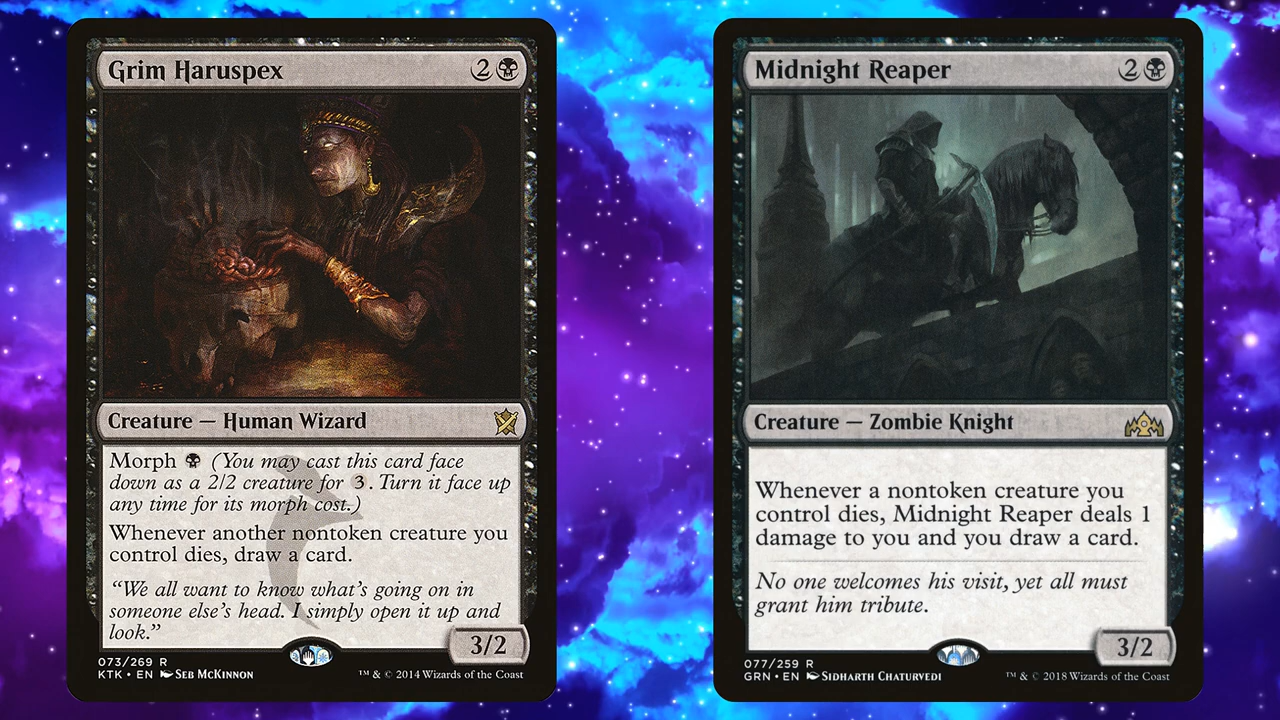 Grim Haruspex 2
Creature — Human Wizard
Morph (You may cast this card face
down as a 2/2 creature for 3. Turn it face up
any time for its morph cost.)
Whenever another nontoken creature you
control dies, draw a card.
“We all want to know what’s going on in
someone else’s head. I simply open it up and
look.”
3/2
073/269 R
KTK • EN SEB MCKINNON
™ & © 2014 Wizards of the Coast
Midnight Reaper 2
Creature — Zombie Knight
Whenever a nontoken creature you
control dies, Midnight Reaper deals 1
damage to you and you draw a card.
No one welcomes his visit, yet all must
grant him tribute.
3/2
077/259 R
GRN • EN SIDHARTH CHATURVEDI
™ & © 2018 Wizards of the Coast